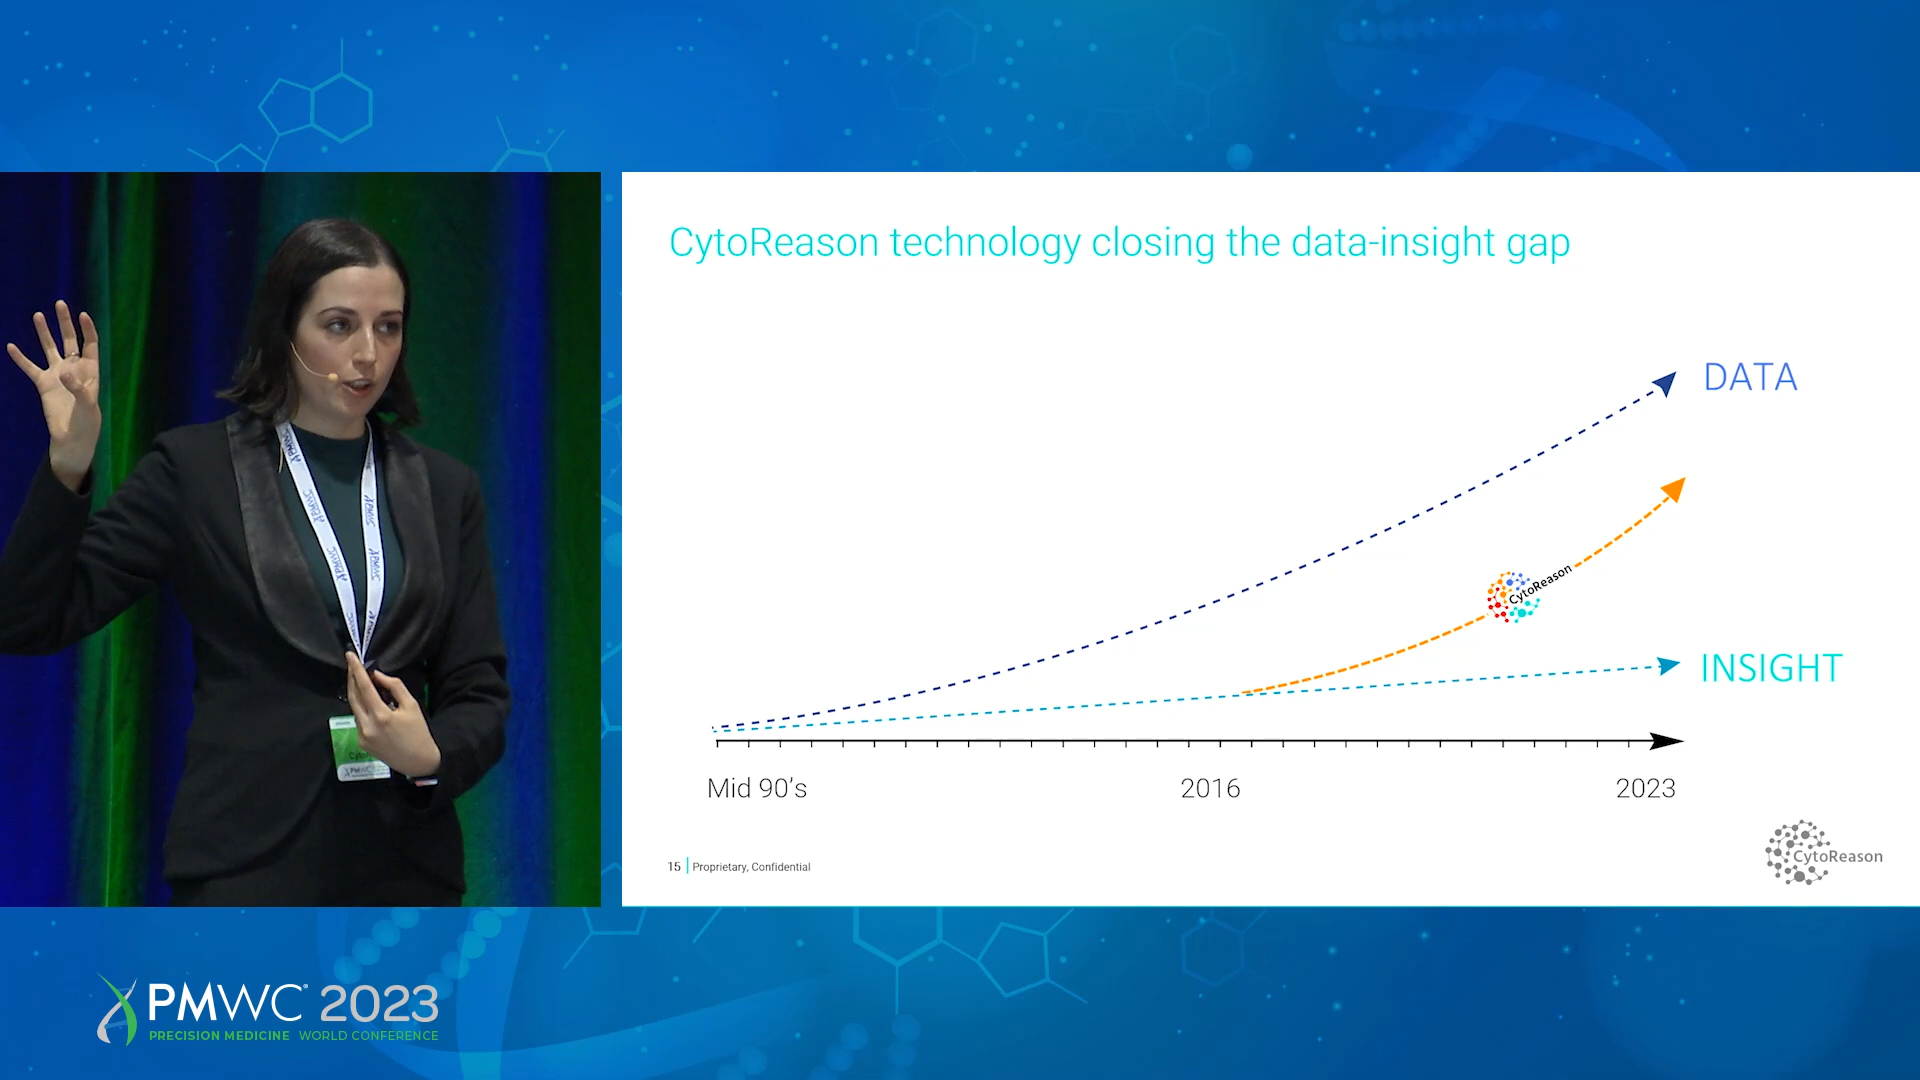 CytoReason technology closing the data-insight gap
DATA
CytoReason
INSIGHT
Mid 90's
2016
2023
15 Proprietary, Confidential
CytoReason
PMWC 2023
PRECISION MEDICINE WORLD CONFERENCE
PMWC